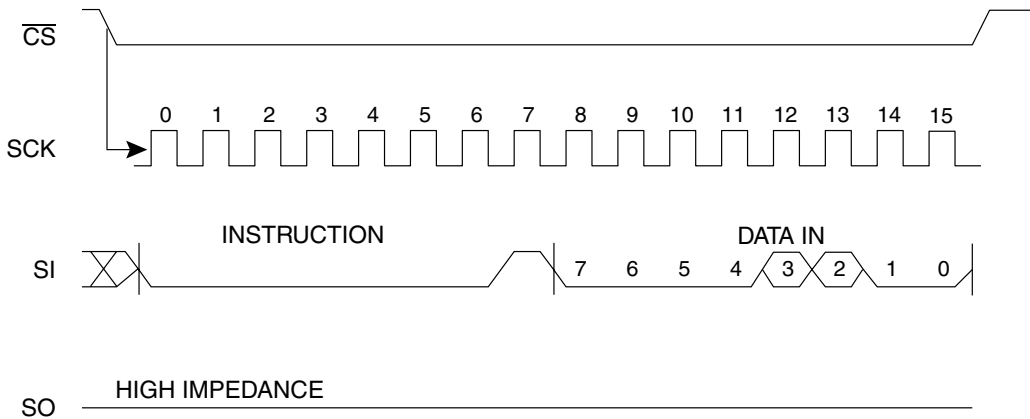 CS
0 1 2 3 4 5 6 7 8 9 10 11 12 13 14 15
SCK
INSTRUCTION DATA IN
SI 7 6 5 4 3 2 1 0
HIGH IMPEDANCE
SO